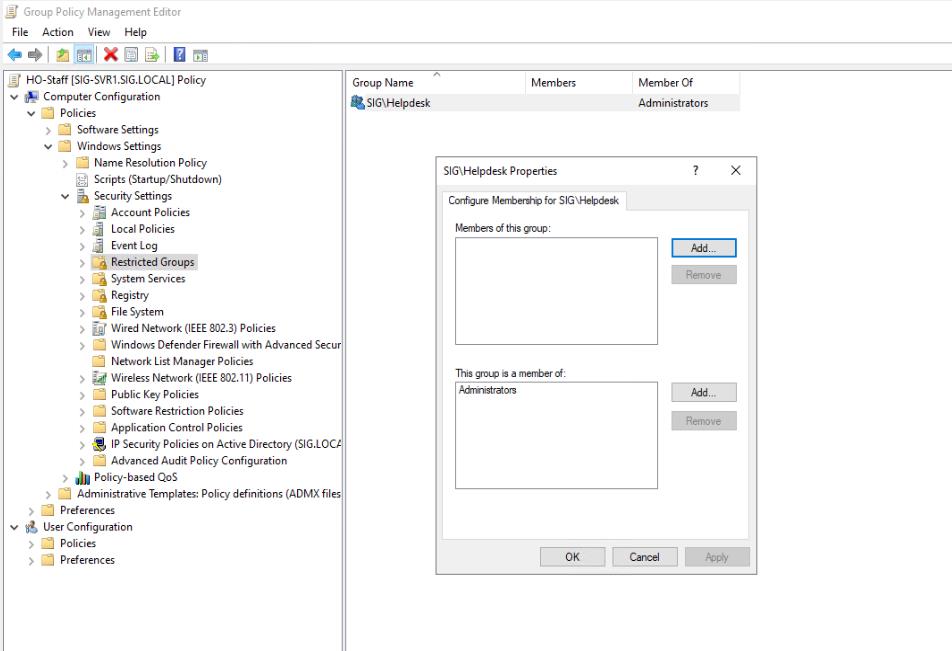 Group Policy Management Editor
File Action View Help
HO-Staff [SIG-SVR1.SIG.LOCAL] Policy
Computer Configuration
Policies
Software Settings
Windows Settings
Name Resolution Policy
Scripts (Startup/Shutdown)
Security Settings
Account Policies
Local Policies
Event Log
Restricted Groups
System Services
Registry
File System
Wired Network (IEEE 802.3) Policies
Windows Defender Firewall with Advanced Secur
Network List Manager Policies
Wireless Network (IEEE 802.11) Policies
Public Key Policies
Software Restriction Policies
Application Control Policies
IP Security Policies on Active Directory (SIG.LOCA
Advanced Audit Policy Configuration
Policy-based QoS
Administrative Templates: Policy definitions (ADMX files
Preferences
User Configuration
Policies
Preferences
Group Name Members Member Of
SIG\Helpdesk Administrators
SIG\Helpdesk Properties ?
Configure Membership for SIG\Helpdesk
Members of this group:
Add...
Remove
This group is a member of:
Administrators
Add...
Remove
OK Cancel Apply